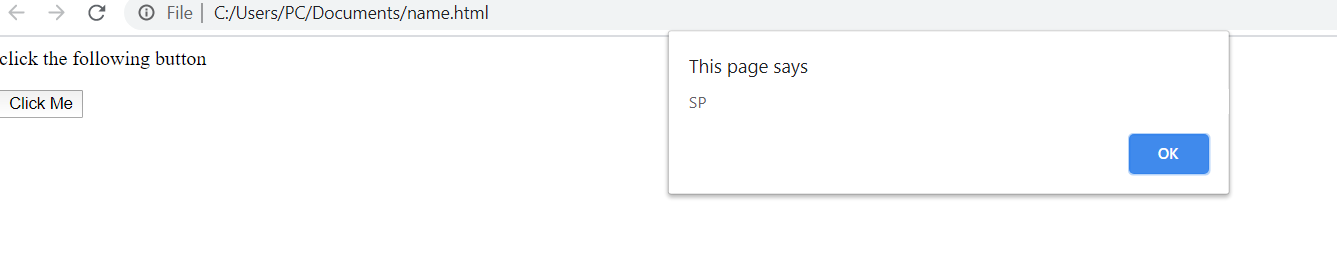 File | C:/Users/PC/Documents/name.html
click the following button
Click Me
This page says
SP
OK